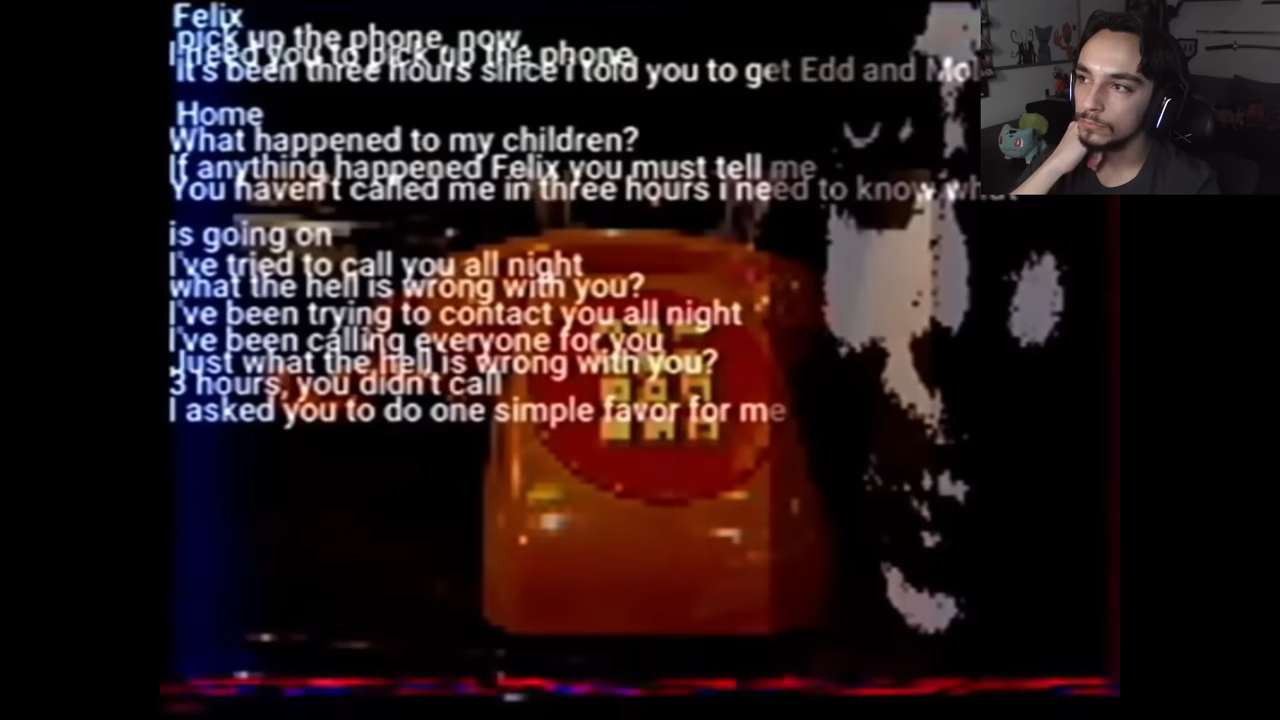 Felix
pick up the phone, now.
I need you to pick up the phone.
It's been three hours since I told you to get Edd and Mol
Home
What happened to my children?
If anything happened Felix you must tell me
You haven't called me in three hours i need to know what
is going on
I've tried to call you all night
what the hell is wrong with you?
I've been trying to contact you all night
I've been calling everyone for you
Just what the hell is wrong with you?
3 hours, you didn't call
I asked you to do one simple favor for me